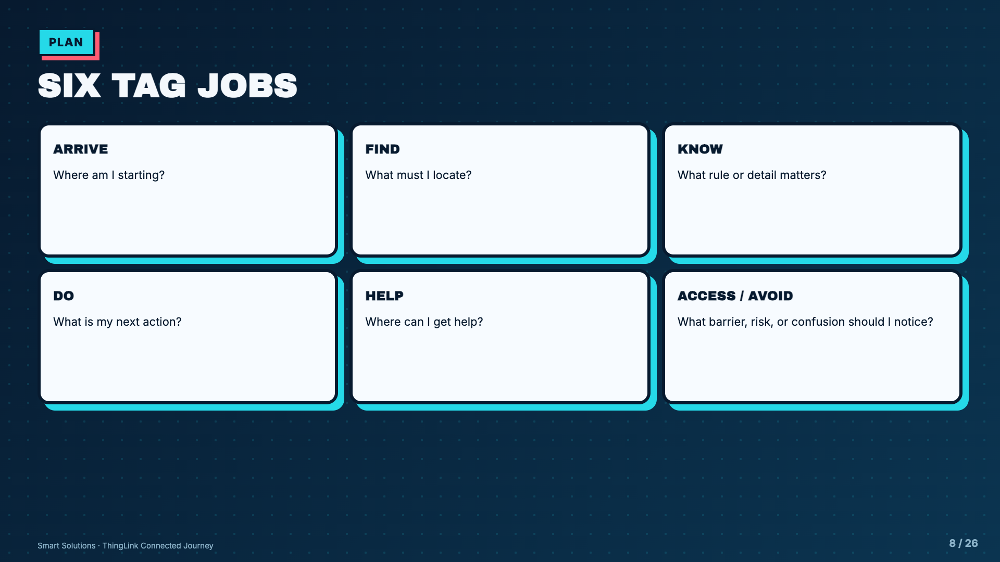 PLAN
SIX TAG JOBS
ARRIVE
Where am I starting?
FIND
What must I locate?
KNOW
What rule or detail matters?
DO
What is my next action?
HELP
Where can I get help?
ACCESS / AVOID
What barrier, risk, or confusion should I notice?
Smart Solutions · ThingLink Connected Journey
8 / 26